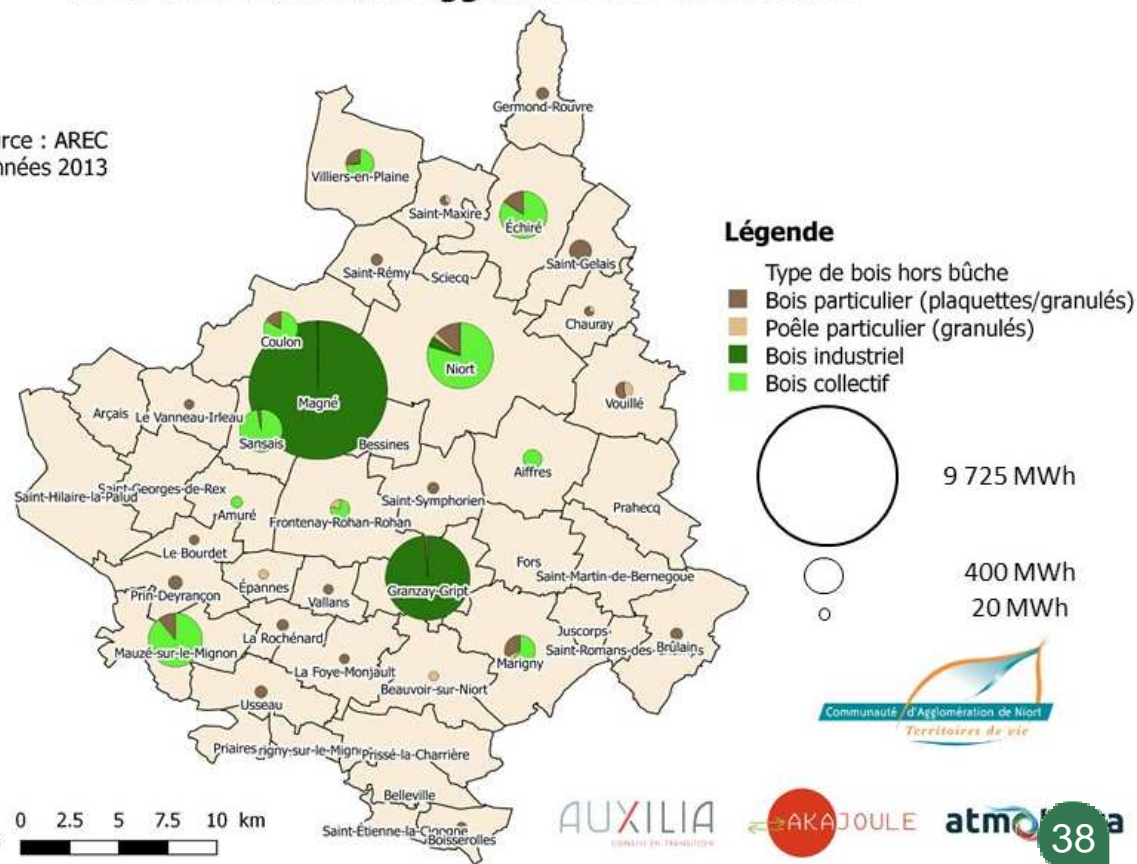 rce : AREC
nnées 2013
Germond-Rouvre
Villiers-en-Plaine
Saint-Maxire
Échiré
Saint-Gelais
Saint-Rémy
Sciecq
Chauray
Coulon
Niort
Magné
Vouillé
Arçais
Le Vanneau-Irleau
Sansais
Bessines
Aiffres
Saint-Hilaire-la-Palud
Saint-Georges-de-Rex
Amuré
Frontenay-Rohan-Rohan
Saint-Symphorien
Prahecq
Le Bourdet
Fors
Saint-Martin-de-Bernegoue
Prin-Deyrançon
Épannes
Vallans
Granzay-Gript
La Rochénard
Juscorps
Saint-Romans-des-
Brûlain
Mauzé-sur-le-Mignon
La Foye-Monjault
Marigny
Beauvoir-sur-Niort
Usseau
Priaires
Prissé-la-Charrière
Belleville
Saint-Étienne-la-Cigogne
Boisserolles
Légende
Type de bois hors bûche
Bois particulier (plaquettes/granulés)
Poêle particulier (granulés)
Bois industriel
Bois collectif
9 725 MWh
400 MWh
20 MWh
Communauté d'Agglomération de Niort
Territoires de vie
0 2.5 5 7.5 10 km
AUXILIA
CONSEIL EN TRANSITION
AKAJOULE
atmo
38